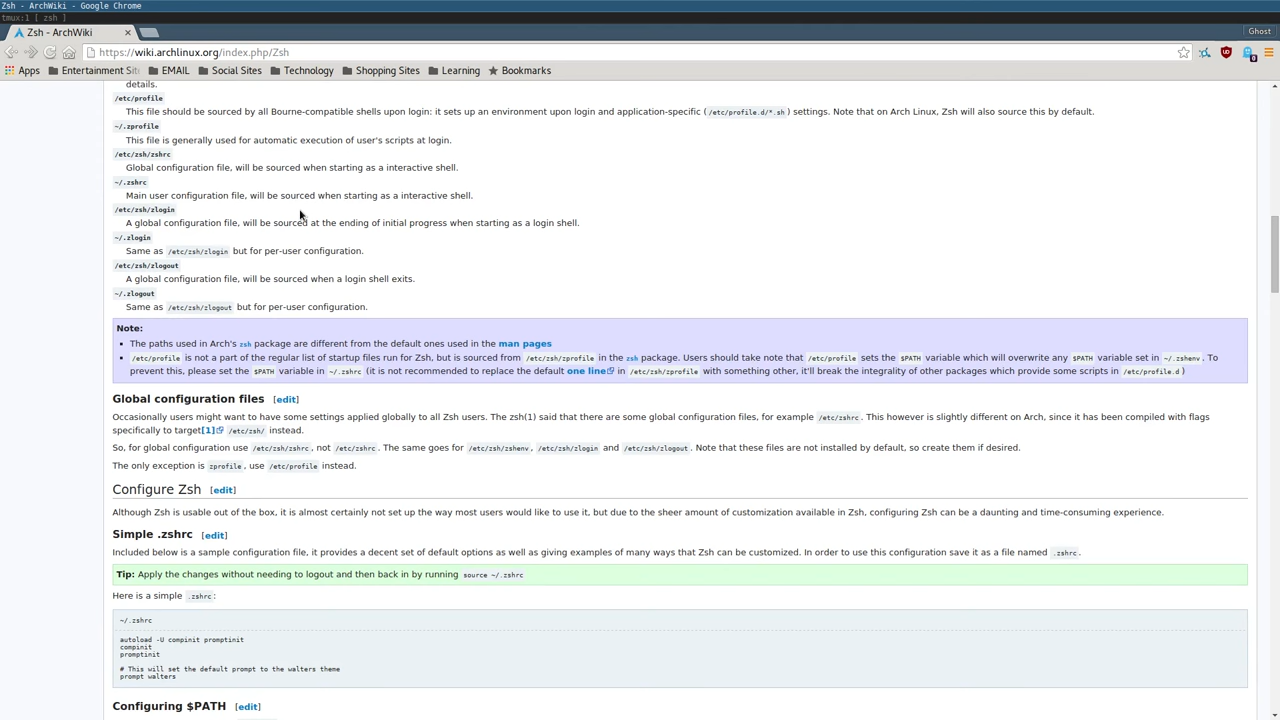 Zsh - ArchWiki - Google Chrome
tmux:1 [ zsh ]
Zsh - ArchWiki
Ghost
https://wiki.archlinux.org/index.php/Zsh
Apps Entertainment Sit EMAIL Social Sites Technology Shopping Sites Learning Bookmarks
details.
/etc/profile
This file should be sourced by all Bourne-compatible shells upon login: it sets up an environment upon login and application-specific ( /etc/profile.d/*.sh ) settings. Note that on Arch Linux, Zsh will also source this by default.
~/.zprofile
This file is generally used for automatic execution of user's scripts at login.
/etc/zsh/zshrc
Global configuration file, will be sourced when starting as a interactive shell.
~/.zshrc
Main user configuration file, will be sourced when starting as a interactive shell.
/etc/zsh/zlogin
A global configuration file, will be sourced at the ending of initial progress when starting as a login shell.
~/.zlogin
Same as /etc/zsh/zlogin but for per-user configuration.
/etc/zsh/zlogout
A global configuration file, will be sourced when a login shell exits.
~/.zlogout
Same as /etc/zsh/zlogout but for per-user configuration.
Note:
• The paths used in Arch's zsh package are different from the default ones used in the man pages
• /etc/profile is not a part of the regular list of startup files run for Zsh, but is sourced from /etc/zsh/zprofile in the zsh package. Users should take note that /etc/profile sets the $PATH variable which will overwrite any $PATH variable set in ~/.zshenv. To
prevent this, please set the $PATH variable in ~/.zshrc (it is not recommended to replace the default one line in /etc/zsh/zprofile with something other, it'll break the integrality of other packages which provide some scripts in /etc/profile.d )
Global configuration files [edit]
Occasionally users might want to have some settings applied globally to all Zsh users. The zsh(1) said that there are some global configuration files, for example /etc/zshrc. This however is slightly different on Arch, since it has been compiled with flags
specifically to target[1] /etc/zsh/ instead.
So, for global configuration use /etc/zsh/zshrc, not /etc/zshrc. The same goes for /etc/zsh/zshenv, /etc/zsh/zlogin and /etc/zsh/zlogout. Note that these files are not installed by default, so create them if desired.
The only exception is zprofile, use /etc/profile instead.
Configure Zsh [edit]
Although Zsh is usable out of the box, it is almost certainly not set up the way most users would like to use it, but due to the sheer amount of customization available in Zsh, configuring Zsh can be a daunting and time-consuming experience.
Simple .zshrc [edit]
Included below is a sample configuration file, it provides a decent set of default options as well as giving examples of many ways that Zsh can be customized. In order to use this configuration save it as a file named .zshrc.
Tip: Apply the changes without needing to logout and then back in by running source ~/.zshrc
Here is a simple .zshrc:
~/.zshrc
autoload -U compinit promptinit
compinit
promptinit
# This will set the default prompt to the walters theme
prompt walters
Configuring $PATH [edit]